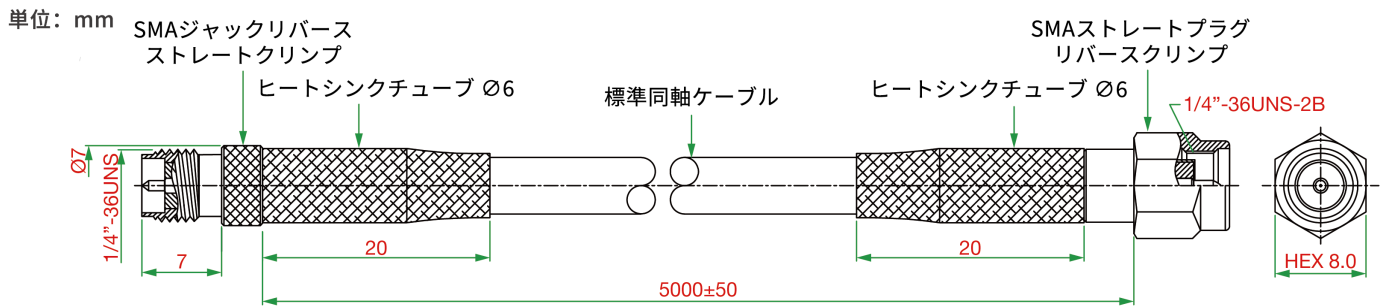 単位：mm
SMAジャックリバース
ストレートクリンプ
ヒートシンクチューブ Ø6
標準同軸ケーブル
SMAストレートプラグ
リバースクリンプ
ヒートシンクチューブ Ø6
1/4”-36UNS-2B
Ø7
1/4”-36UNS
7
20
20
HEX 8.0
5000±50